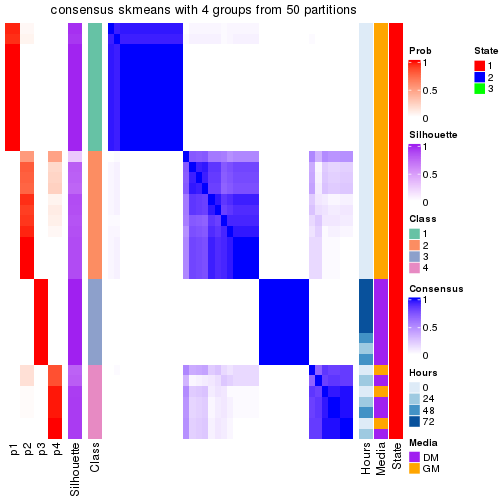 consensus skmeans with 4 groups from 50 partitions
Prob
1
0.5
0
State
1
2
3
Silhouette
1
0.5
0
Class
1
2
3
4
Consensus
1
0.5
0
Hours
0
24
48
72
Media
DM
GM
p1
p2
p3
p4
Silhouette
Class
Hours
Media
State